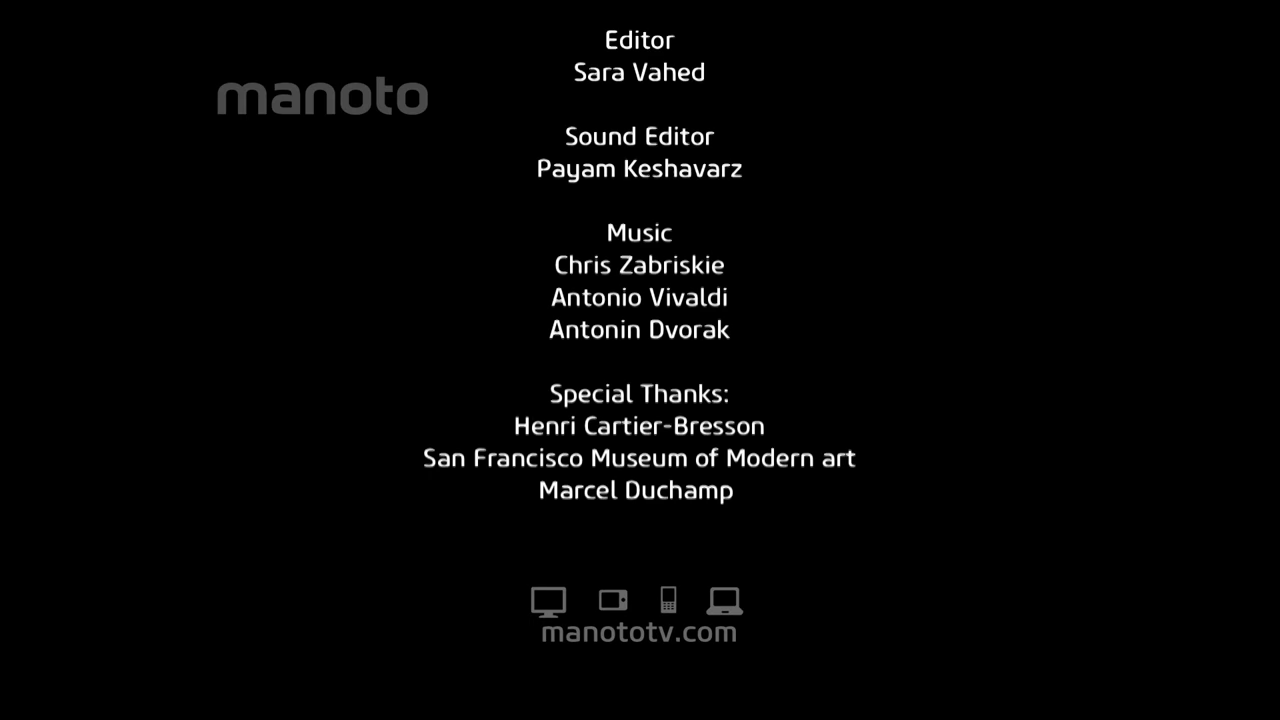 Editor
Sara Vahed
manoto
Sound Editor
Payam Keshavarz
Music
Chris Zabriskie
Antonio Vivaldi
Antonin Dvorak
Special Thanks:
Henri Cartier-Bresson
San Francisco Museum of Modern art
Marcel Duchamp
manototv.com